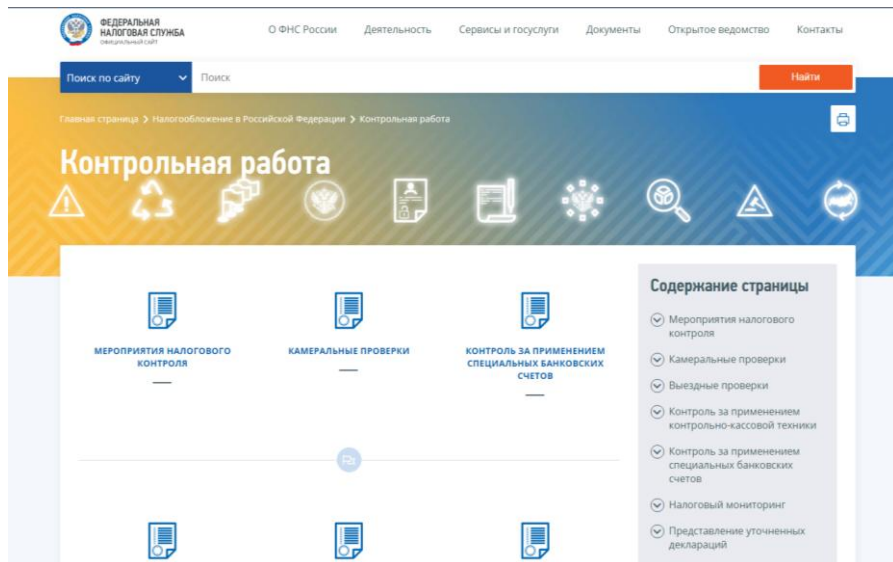 ФЕДЕРАЛЬНАЯ
НАЛОГОВАЯ СЛУЖБА
ОФИЦИАЛЬНЫЙ САЙТ
О ФНС России Деятельность Сервисы и госуслуги Документы Открытое ведомство Контакты
Поиск по сайту Поиск Найти
Главная страница Налогообложение в Российской Федерации Контрольная работа
Контрольная работа
МЕРОПРИЯТИЯ НАЛОГОВОГО
КОНТРОЛЯ
КАМЕРАЛЬНЫЕ ПРОВЕРКИ
КОНТРОЛЬ ЗА ПРИМЕНЕНИЕМ
СПЕЦИАЛЬНЫХ БАНКОВСКИХ
СЧЕТОВ
Содержание страницы
Мероприятия налогового
контроля
Камеральные проверки
Выездные проверки
Контроль за применением
контрольно-кассовой техники
Контроль за применением
специальных банковских
счетов
Налоговый мониторинг
Представление уточненных
деклараций